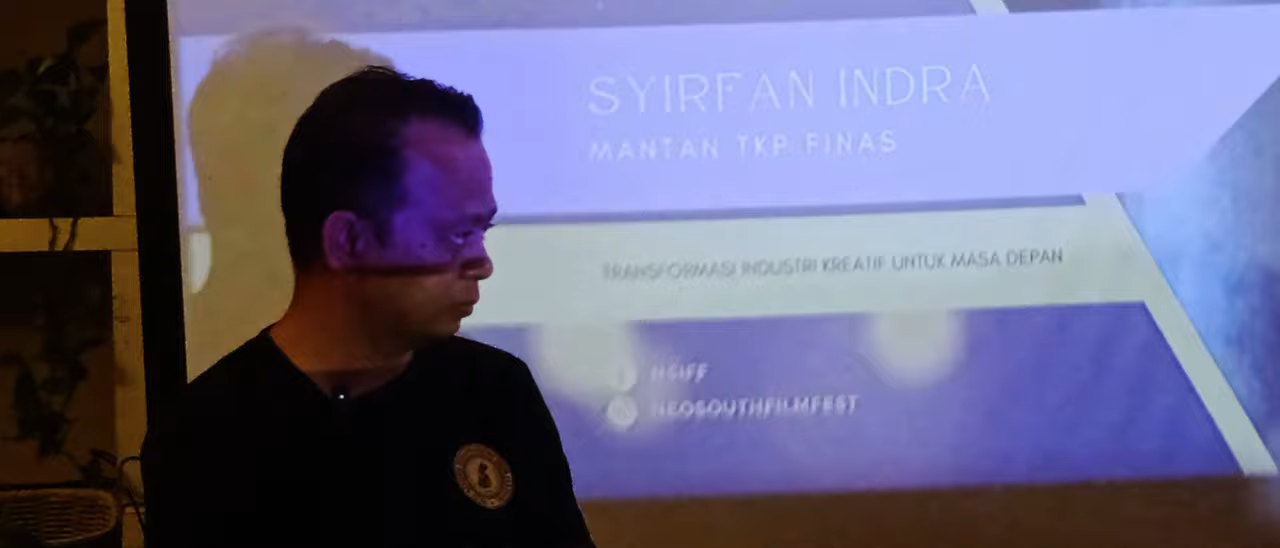 SYIRFAN INDRA
MANTAN TKP FINAS
TRANSFORMASI INDUSTRI KREATIF UNTUK MASA DEPAN
NSIFF
NEOSOUTHFILMFEST